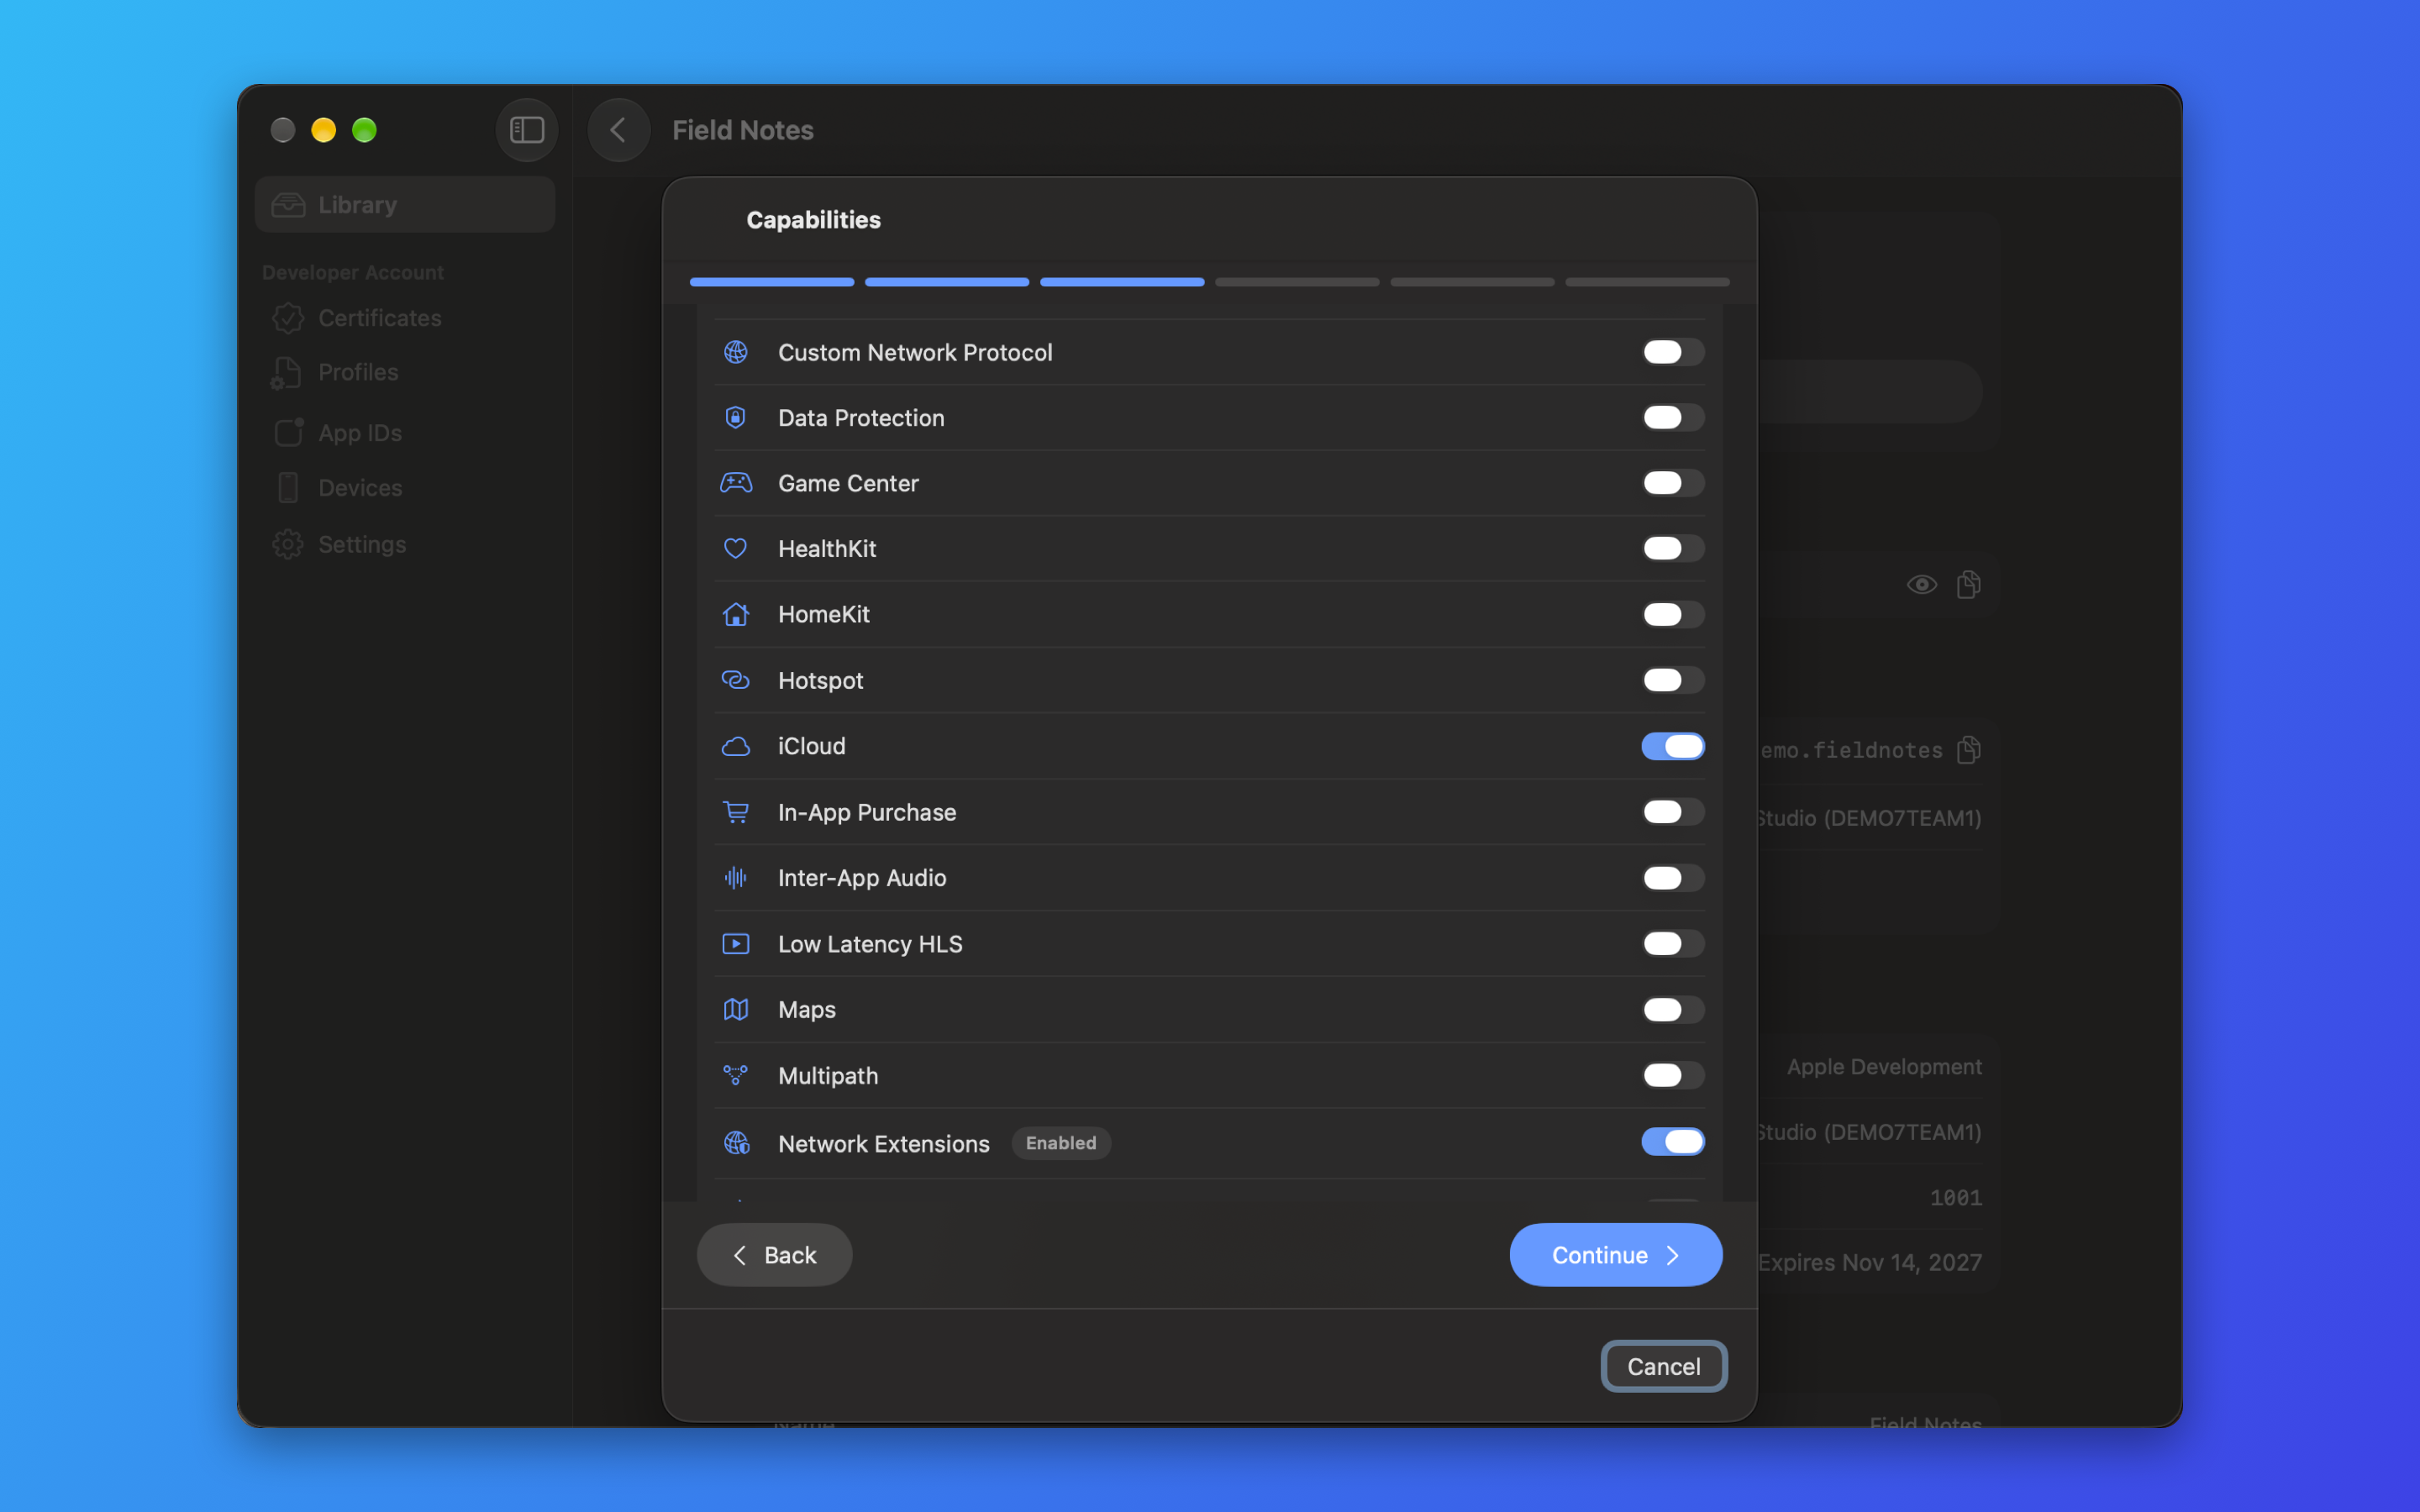 Field Notes
Library
Developer Account
Certificates
Profiles
App IDs
Devices
Settings
Capabilities
Custom Network Protocol
Data Protection
Game Center
HealthKit
HomeKit
Hotspot
iCloud
In-App Purchase
Inter-App Audio
Low Latency HLS
Maps
Multipath
Network Extensions Enabled
Back
Continue
Cancel
emo.fieldnotes
Studio (DEMO7TEAM1)
Apple Development
Studio (DEMO7TEAM1)
1001
Expires Nov 14, 2027
Name
Field Notes